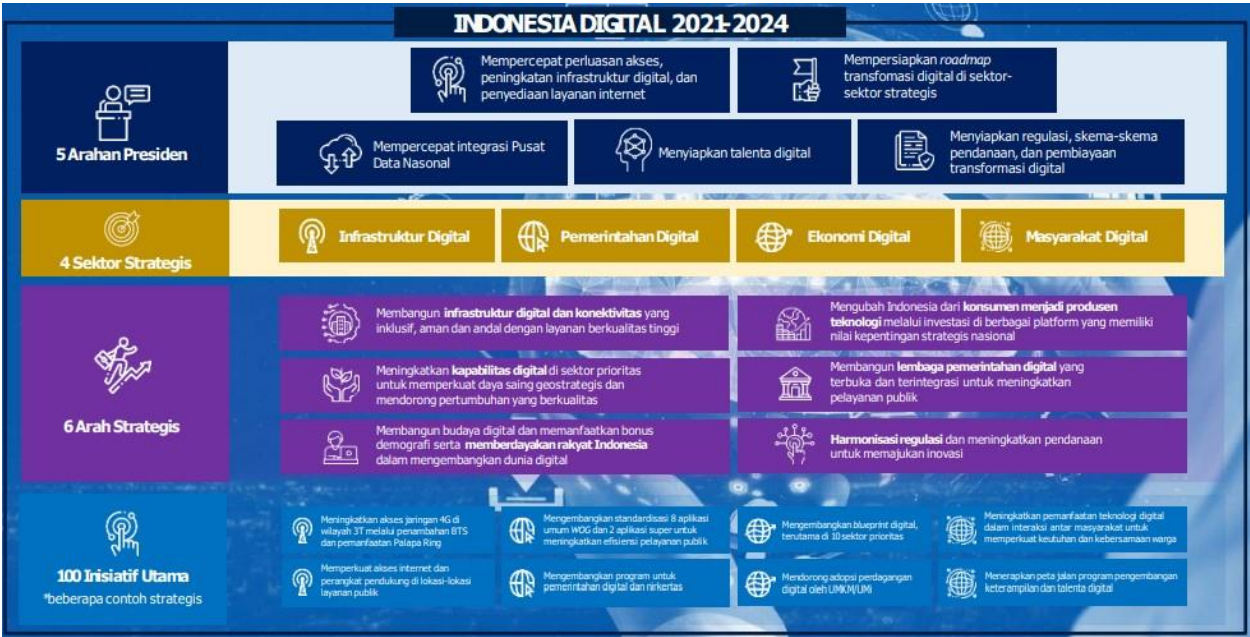 INDONESIA DIGITAL 2021-2024
5 Arahan Presiden
Mempercepat perluasan akses,
peningkatan infrastruktur digital, dan
penyediaan layanan internet
Mempersiapkan roadmap
transfomasi digital di sektor-
sektor strategis
Mempercepat integrasi Pusat
Data Nasonal
Menyiapkan talenta digital
Menyiapkan regulasi, skema-skema
pendanaan, dan pembiayaan
transformasi digital
4 Sektor Strategis
Infrastruktur Digital
Pemerintahan Digital
Ekonomi Digital
Masyarakat Digital
6 Arah Strategis
Membangun infrastruktur digital dan konektivitas yang
inklusif, aman dan andal dengan layanan berkualitas tinggi
Mengubah Indonesia dari konsumen menjadi produsen
teknologi melalui investasi di berbagai platform yang memiliki
nilai kepentingan strategis nasional
Meningkatkan kapabilitas digital di sektor prioritas
untuk memperkuat daya saing geostrategis dan
mendorong pertumbuhan yang berkualitas
Membangun lembaga pemerintahan digital yang
terbuka dan terintegrasi untuk meningkatkan
pelayanan publik
Membangun budaya digital dan memanfaatkan bonus
demografi serta memberdayakan rakyat Indonesia
dalam mengembangkan dunia digital
Harmonisasi regulasi dan meningkatkan pendanaan
untuk memajukan inovasi
100 Inisiatif Utama
*beberapa contoh strategis
Meningkatkan akses jaringan 4G di
wilayah 3T melalui penambahan BTS
dan pemanfaatan Palapa Ring
Mengembangkan standardisasi 8 aplikasi
umum WOG dan 2 aplikasi super untuk
meningkatkan efisiensi pelayanan publik
Mengembangkan blueprint digital,
terutama di 10 sektor prioritas
Meningkatkan pemanfaatan teknologi digital
dalam interaksi antar masyarakat untuk
memperkuat keutuhan dan kebersamaan warga
Memperkuat akses internet dan
perangkat pendukung di lokasi-lokasi
layanan publik
Mengembangkan program untuk
pemerintahan digital dan nirkertas
Mendorong adopsi perdagangan
digital oleh UMKM/UMi
Menerapkan peta jalan program pengembangan
keterampilan dan talenta digital